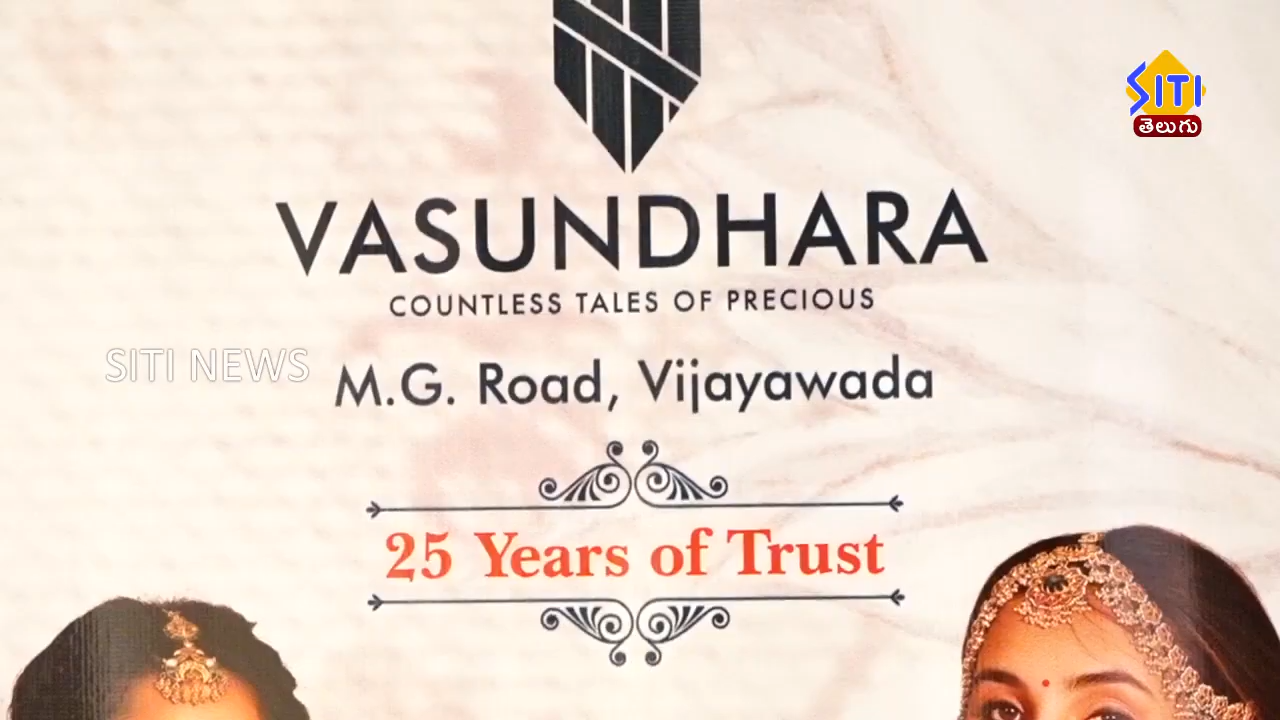 SITI
తెలుగు
VASUNDHARA
COUNTLESS TALES OF PRECIOUS
SITI NEWS
M.G. Road, Vijayawada
25 Years of Trust